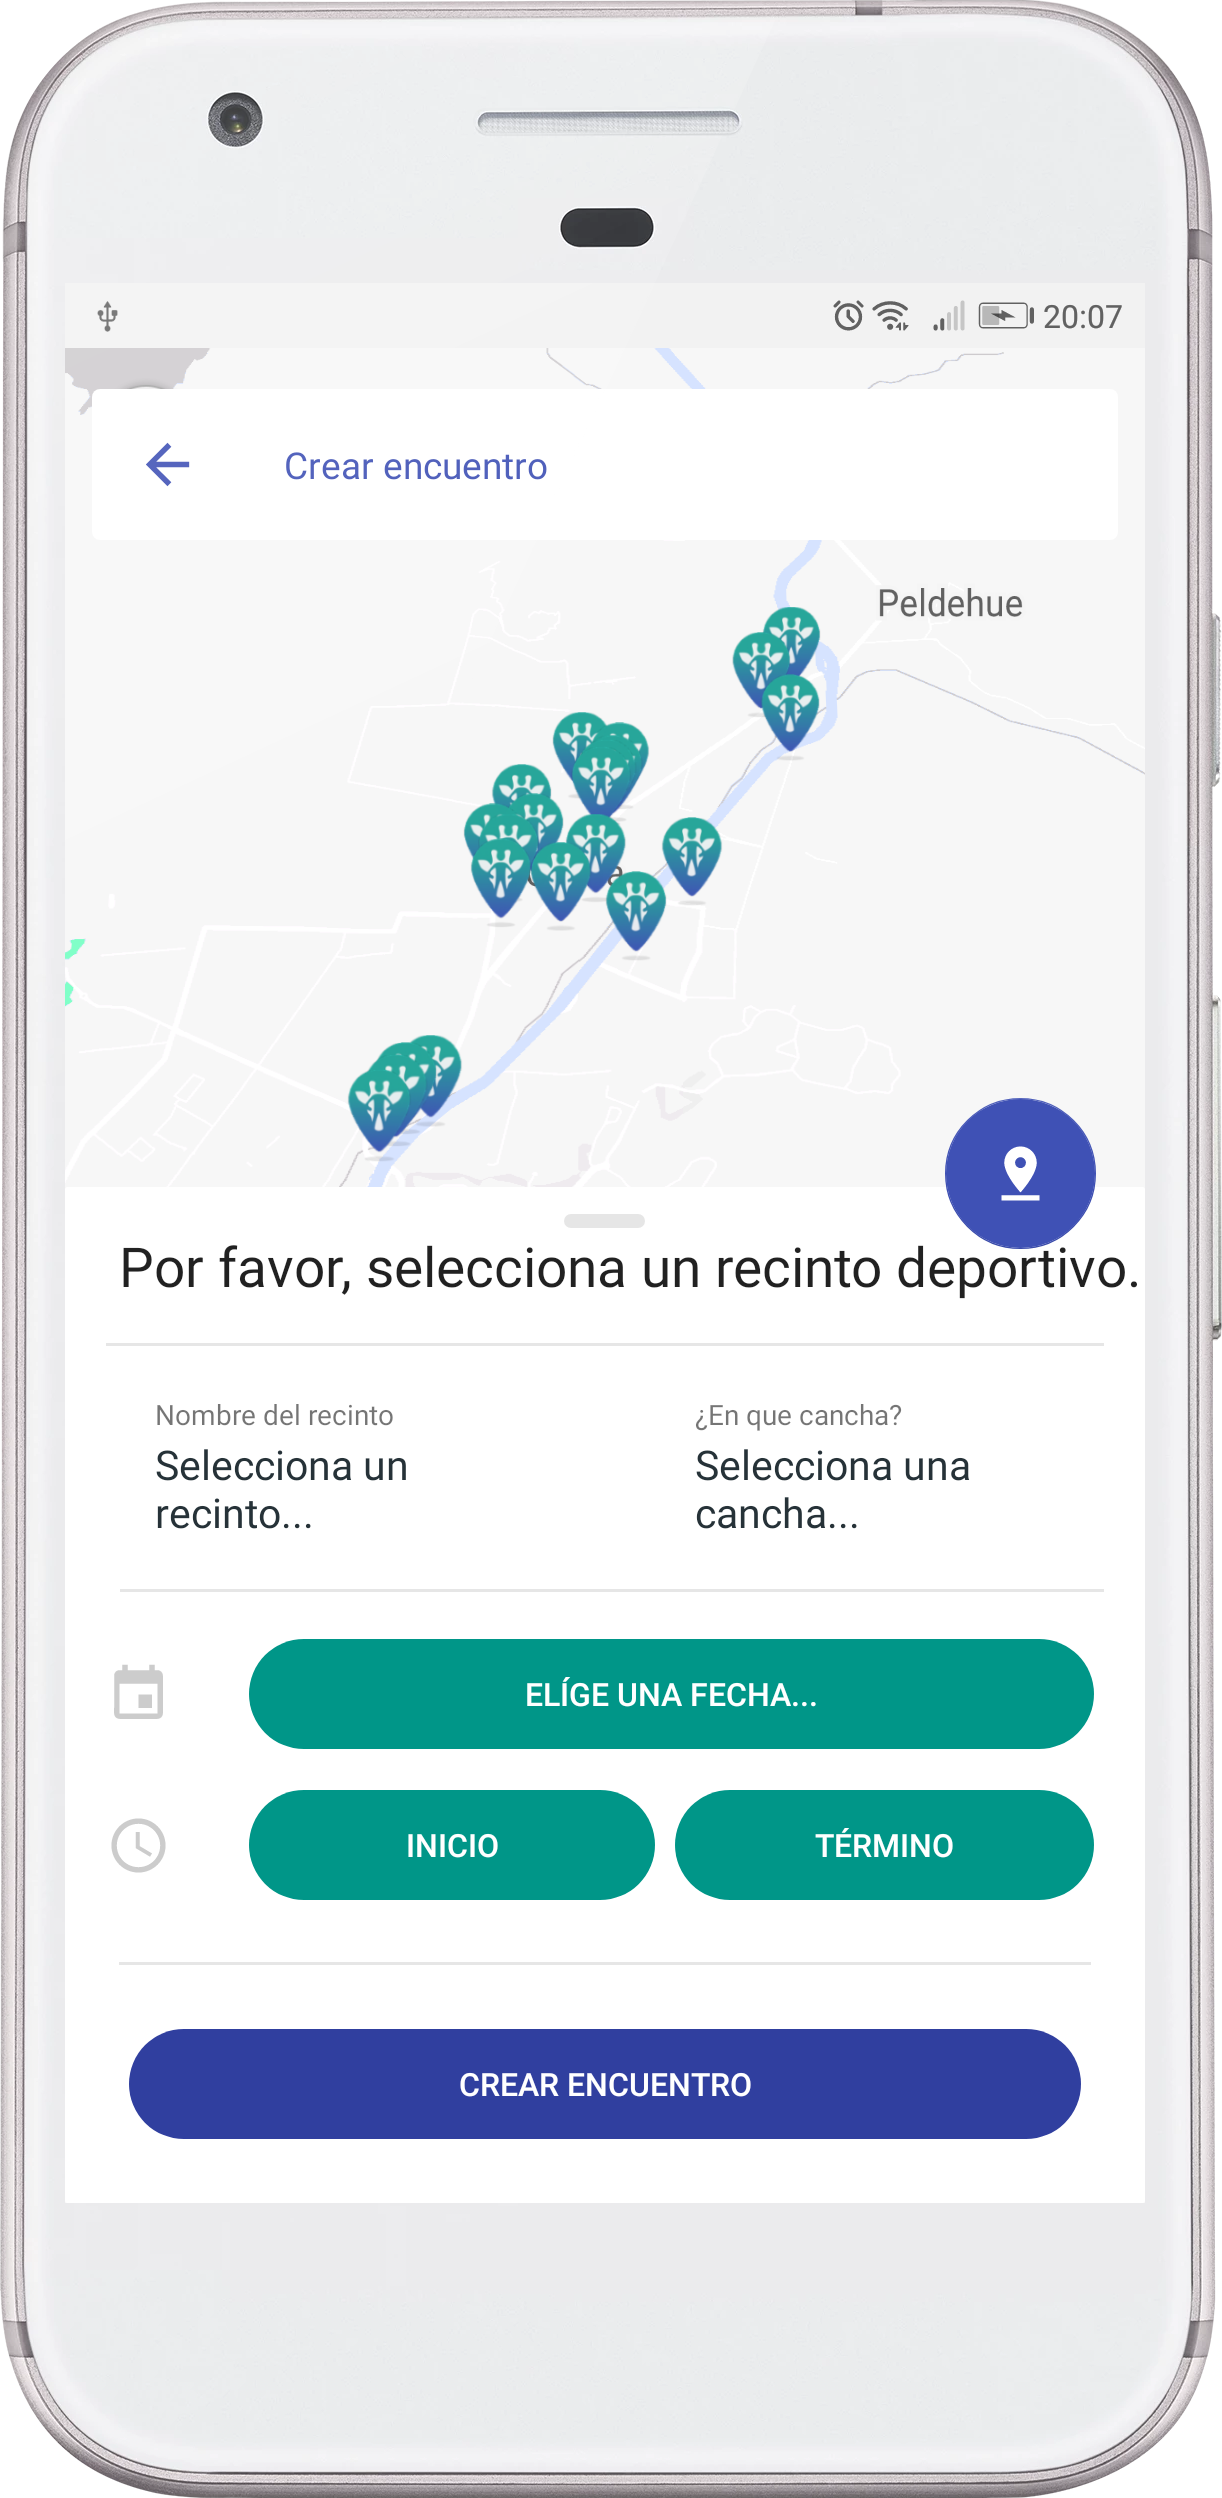 20:07
Crear encuentro
Peldehue
Por favor, selecciona un recinto deportivo.
Nombre del recinto
¿En que cancha?
Selecciona un
recinto...
Selecciona una
cancha...
ELÍGE UNA FECHA...
INICIO
TÉRMINO
CREAR ENCUENTRO